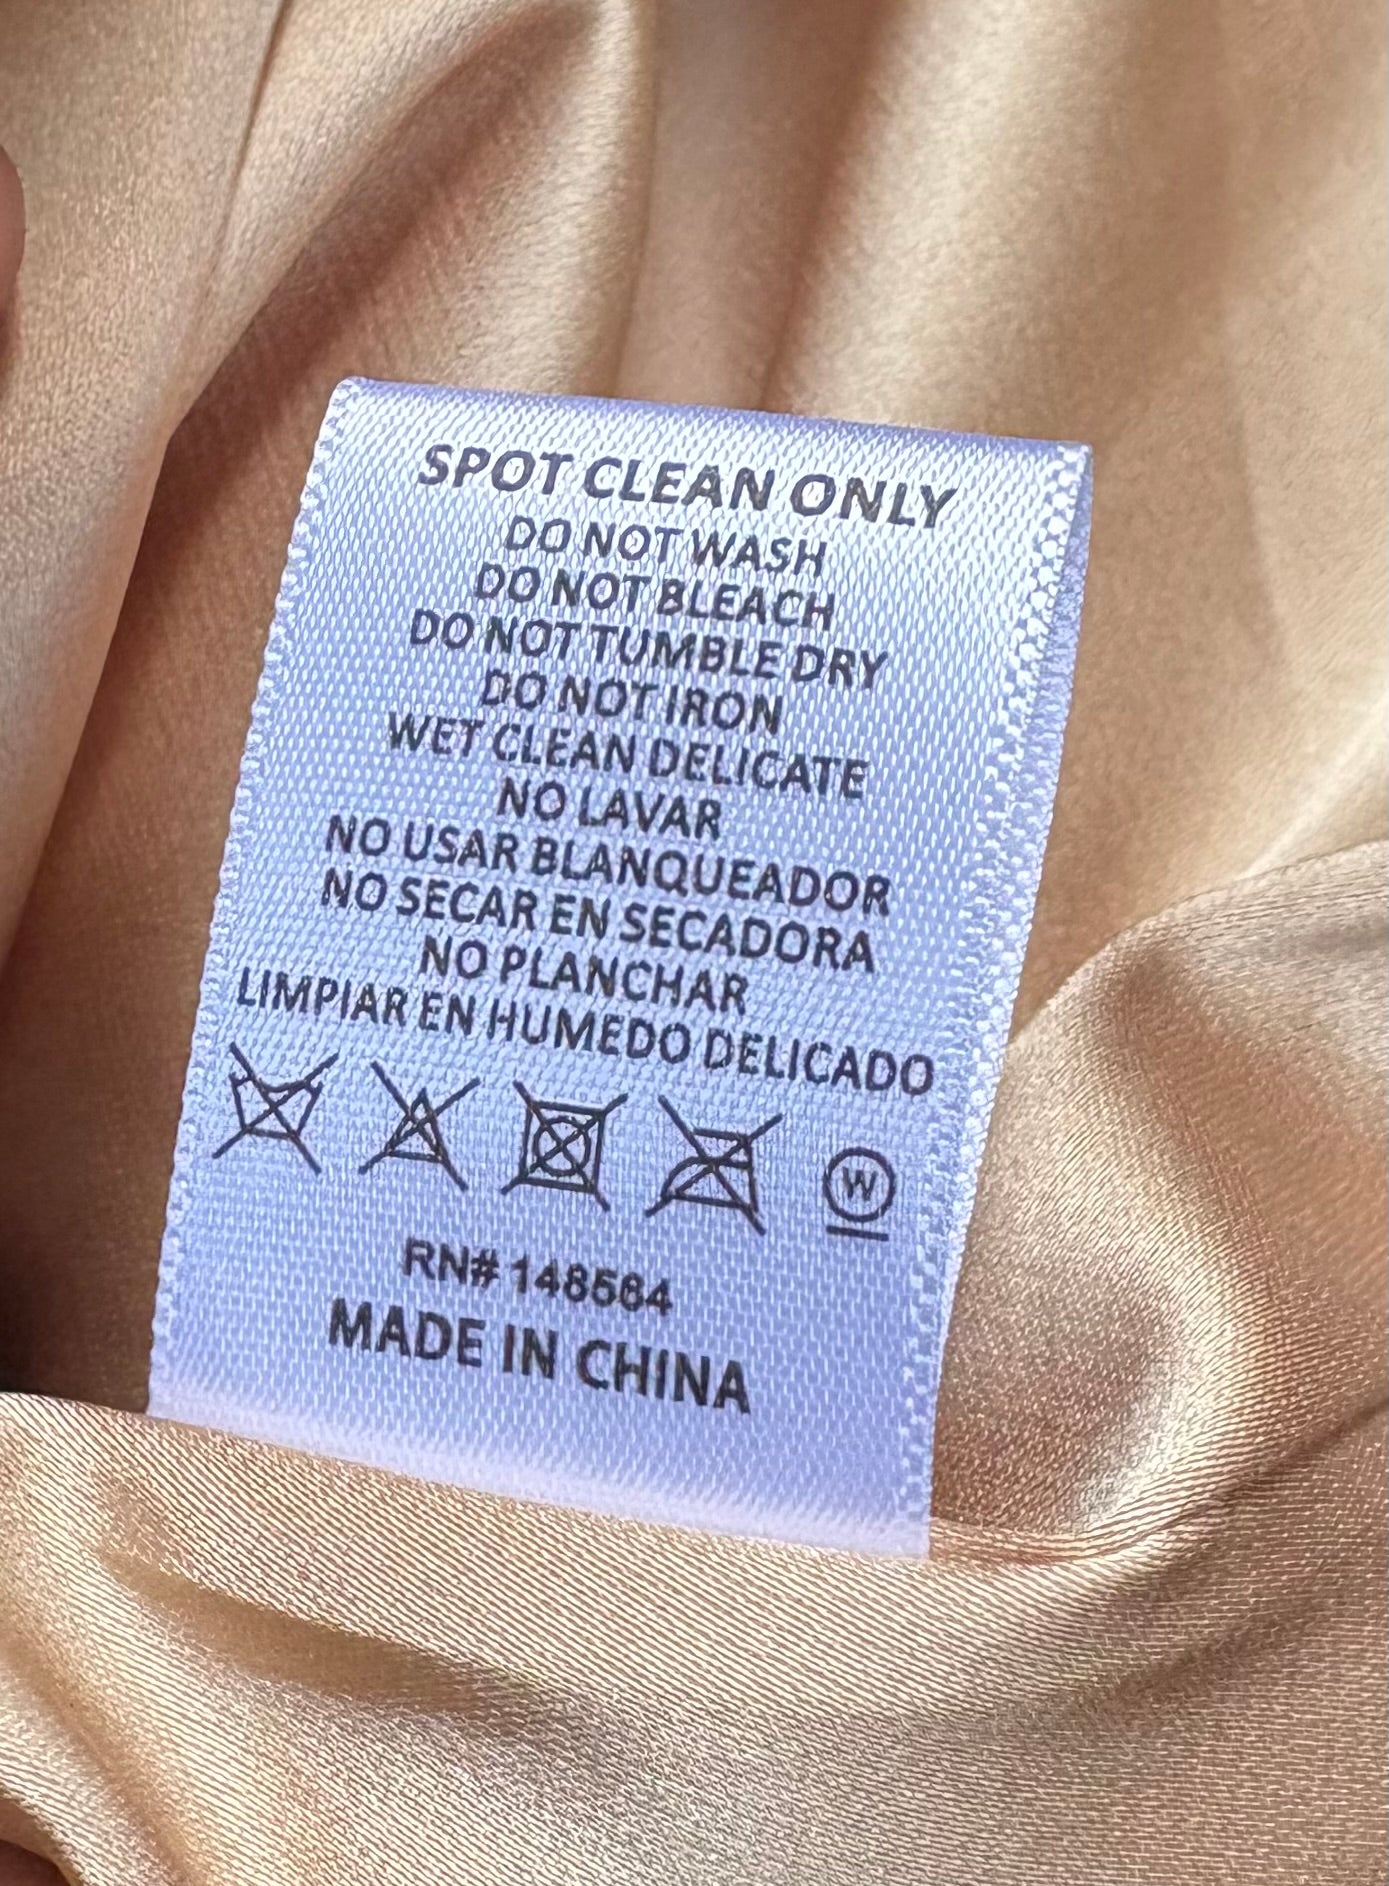 SPOT CLEAN ONLY
DO NOT WASH
DO NOT BLEACH
DO NOT TUMBLE DRY
DO NOT IRON
WET CLEAN DELICATE
NO LAVAR
NO USAR BLANQUEADOR
NO SECAR EN SECADORA
NO PLANCHAR
LIMPIAR EN HUMEDO DELICADO
W
RN# 148584
MADE IN CHINA